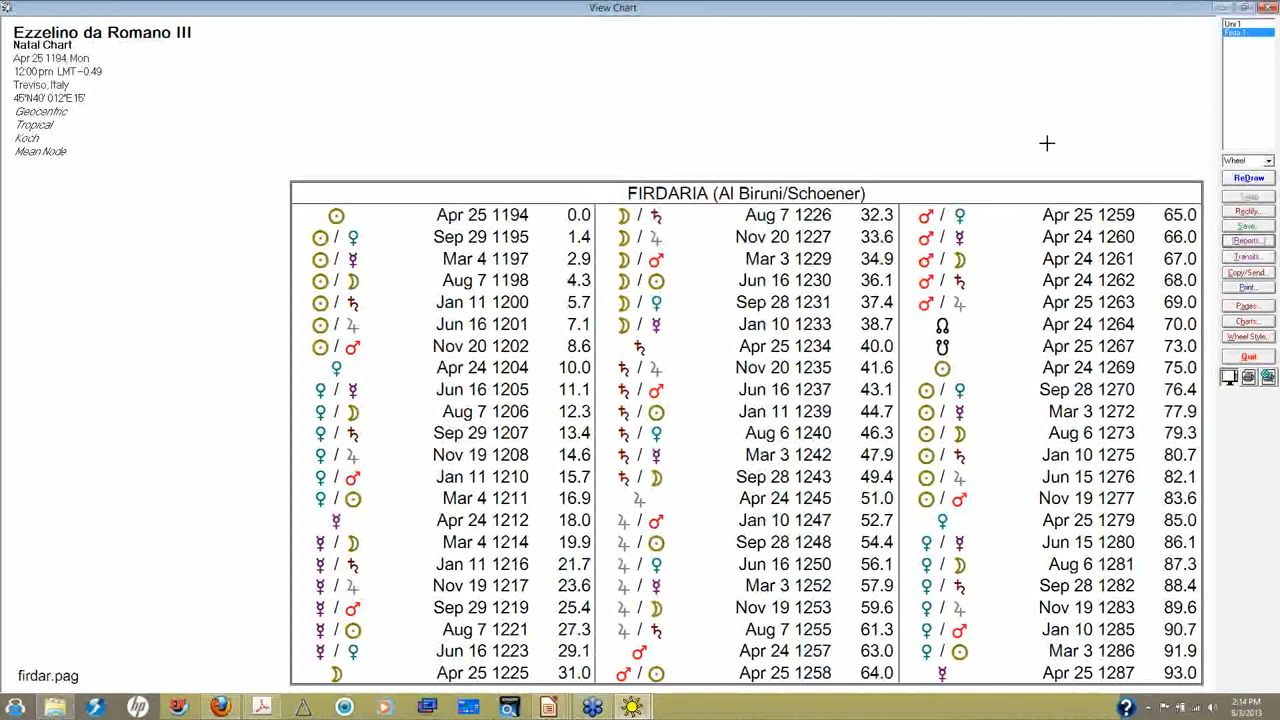 View Chart
Ezzelino da Romano III
Natal Chart
Apr 25 1194, Mon
12:00 pm LMT -0:49
Treviso, Italy
45°N40' 012°E15'
Geocentric
Tropical
Koch
Mean Node
firdar.pag
FIRDARIA (Al Biruni/Schoener)
☉ Apr 25 1194 0.0
☉ / ♀ Sep 29 1195 1.4
☉ / ☿ Mar 4 1197 2.9
☉ / ☽ Aug 7 1198 4.3
☉ / ♄ Jan 11 1200 5.7
☉ / ♃ Jun 16 1201 7.1
☉ / ♂ Nov 20 1202 8.6
♀ Apr 24 1204 10.0
♀ / ☿ Jun 16 1205 11.1
♀ / ☽ Aug 7 1206 12.3
♀ / ♄ Sep 29 1207 13.4
♀ / ♃ Nov 19 1208 14.6
♀ / ♂ Jan 11 1210 15.7
♀ / ☉ Mar 4 1211 16.9
☿ Apr 24 1212 18.0
☿ / ☽ Mar 4 1214 19.9
☿ / ♄ Jan 11 1216 21.7
☿ / ♃ Nov 19 1217 23.6
☿ / ♂ Sep 29 1219 25.4
☿ / ☉ Aug 7 1221 27.3
☿ / ♀ Jun 16 1223 29.1
☽ Apr 25 1225 31.0
☽ / ♄ Aug 7 1226 32.3
☽ / ♃ Nov 20 1227 33.6
☽ / ♂ Mar 3 1229 34.9
☽ / ☉ Jun 16 1230 36.1
☽ / ♀ Sep 28 1231 37.4
☽ / ☿ Jan 10 1233 38.7
♄ Apr 25 1234 40.0
♄ / ♃ Nov 20 1235 41.6
♄ / ♂ Jun 16 1237 43.1
♄ / ☉ Jan 11 1239 44.7
♄ / ♀ Aug 6 1240 46.3
♄ / ☿ Mar 3 1242 47.9
♄ / ☽ Sep 28 1243 49.4
♃ Apr 24 1245 51.0
♃ / ♂ Jan 10 1247 52.7
♃ / ☉ Sep 28 1248 54.4
♃ / ♀ Jun 16 1250 56.1
♃ / ☿ Mar 3 1252 57.9
♃ / ☽ Nov 19 1253 59.6
♃ / ♄ Aug 7 1255 61.3
♂ Apr 24 1257 63.0
♂ / ☉ Apr 25 1258 64.0
♂ / ♀ Apr 25 1259 65.0
♂ / ☿ Apr 24 1260 66.0
♂ / ☽ Apr 24 1261 67.0
♂ / ♄ Apr 24 1262 68.0
♂ / ♃ Apr 25 1263 69.0
☊ Apr 24 1264 70.0
☋ Apr 25 1267 73.0
☉ Apr 24 1269 75.0
☉ / ♀ Sep 28 1270 76.4
☉ / ☿ Mar 3 1272 77.9
☉ / ☽ Aug 6 1273 79.3
☉ / ♄ Jan 10 1275 80.7
☉ / ♃ Jun 15 1276 82.1
☉ / ♂ Nov 19 1277 83.6
♀ Apr 25 1279 85.0
♀ / ☿ Jun 15 1280 86.1
♀ / ☽ Aug 6 1281 87.3
♀ / ♄ Sep 28 1282 88.4
♀ / ♃ Nov 19 1283 89.6
♀ / ♂ Jan 10 1285 90.7
♀ / ☉ Mar 3 1286 91.9
☿ Apr 25 1287 93.0
Uni 1
Firda 1
Wheel
ReDraw
Rectify...
Save...
Reports...
Transits...
Copy/Send...
Print...
Pages...
Charts...
Wheel Style...
Quit
2:14 PM
8/3/2013